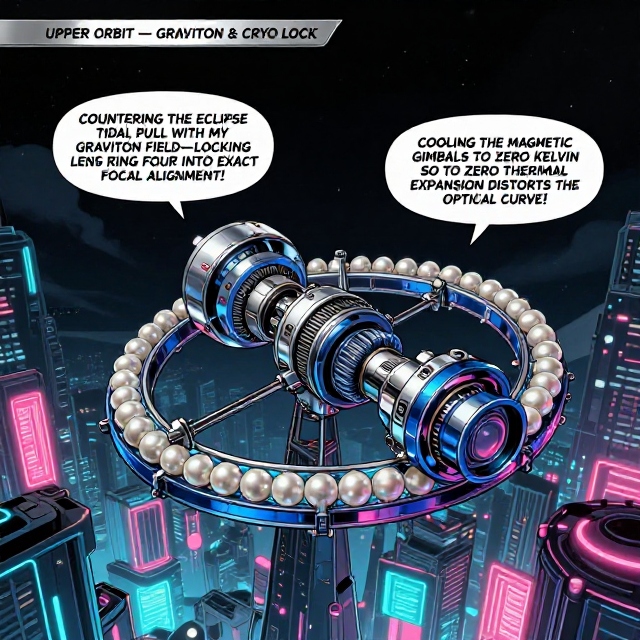 UPPER ORBIT — GRAVITON & CRYO LOCK
COUNTERING THE ECLIPSE
TIDAL PULL WITH MY
GRAVITON FIELD—LOCKING
LENS RING FOUR INTO EXACT
FOCAL ALIGNMENT!
COOLING THE MAGNETIC
GIMBALS TO ZERO KELVIN
SO TO ZERO THERMAL
EXPANSION DISTORTS THE
OPTICAL CURVE!